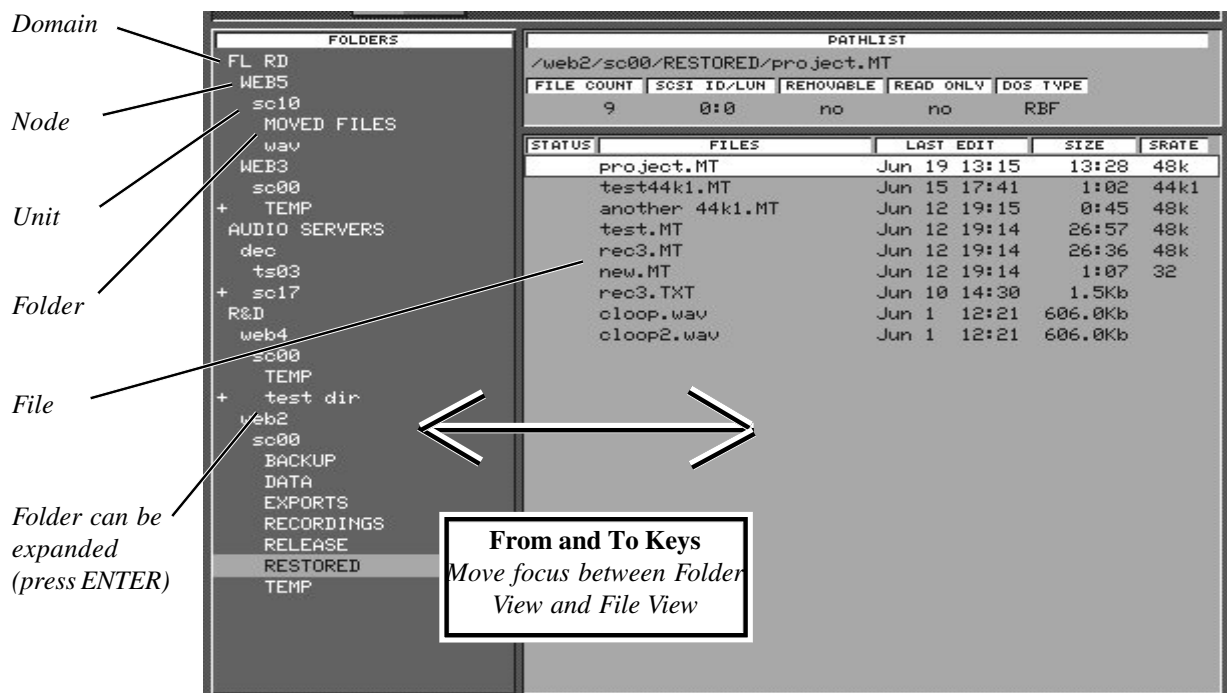 Domain
Node
Unit
Folder
File
Folder can be
expanded
(press ENTER)
FOLDERS
FL RD
WEB5
sc10
MOVED FILES
wav
WEB3
sc00
+ TEMP
AUDIO SERVERS
dec
ts03
+ sc17
R&D
web4
sc00
TEMP
+ test dir
web2
sc00
BACKUP
DATA
EXPORTS
RECORDINGS
RELEASE
RESTORED
TEMP
PATHLIST
/web2/sc00/RESTORED/project.MT
FILE COUNT SCSI ID/LUN REMOVABLE READ ONLY DOS TYPE
9 0:0 no no RBF
STATUS FILES LAST EDIT SIZE SRATE
project.MT Jun 19 13:15 13:28 48k
test44k1.MT Jun 15 17:41 1:02 44k1
another 44k1.MT Jun 12 19:15 0:45 48k
test.MT Jun 12 19:14 26:57 48k
rec3.MT Jun 12 19:14 26:36 48k
new.MT Jun 12 19:14 1:07 32
rec3.TXT Jun 10 14:30 1.5Kb
cloop.wav Jun 1 12:21 606.0Kb
cloop2.wav Jun 1 12:21 606.0Kb
From and To Keys
Move focus between Folder
View and File View